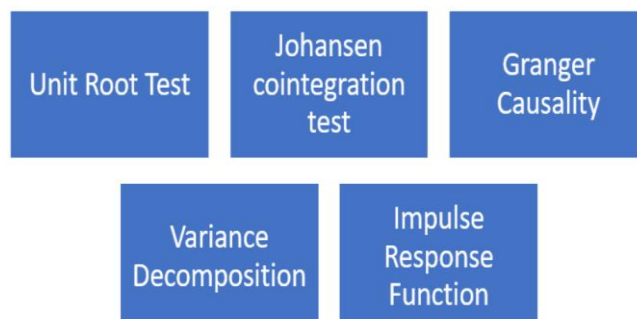 Unit Root Test
Johansen
cointegration
test
Granger
Causality
Variance
Decomposition
Impulse
Response
Function